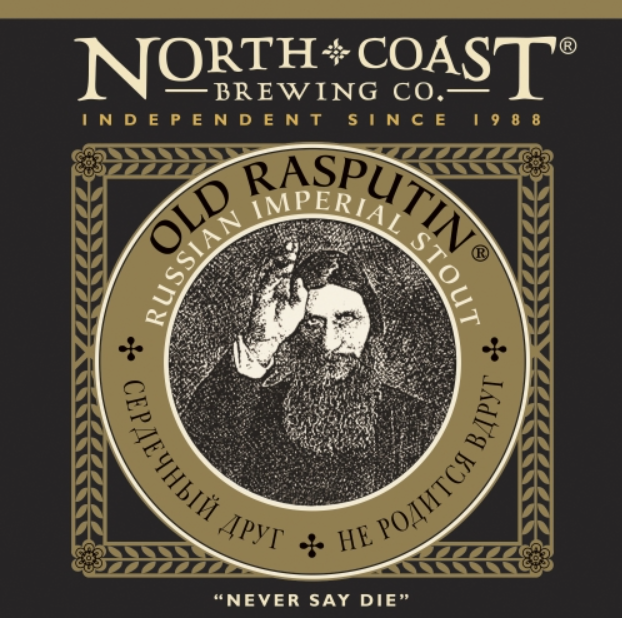 NORTH COAST®
BREWING CO.
INDEPENDENT SINCE 1988
OLD RASPUTIN®
RUSSIAN IMPERIAL STOUT
СЕРДЕЧНЫЙ ДРУГ
НЕ РОДИТСЯ ВДРУГ
“NEVER SAY DIE”